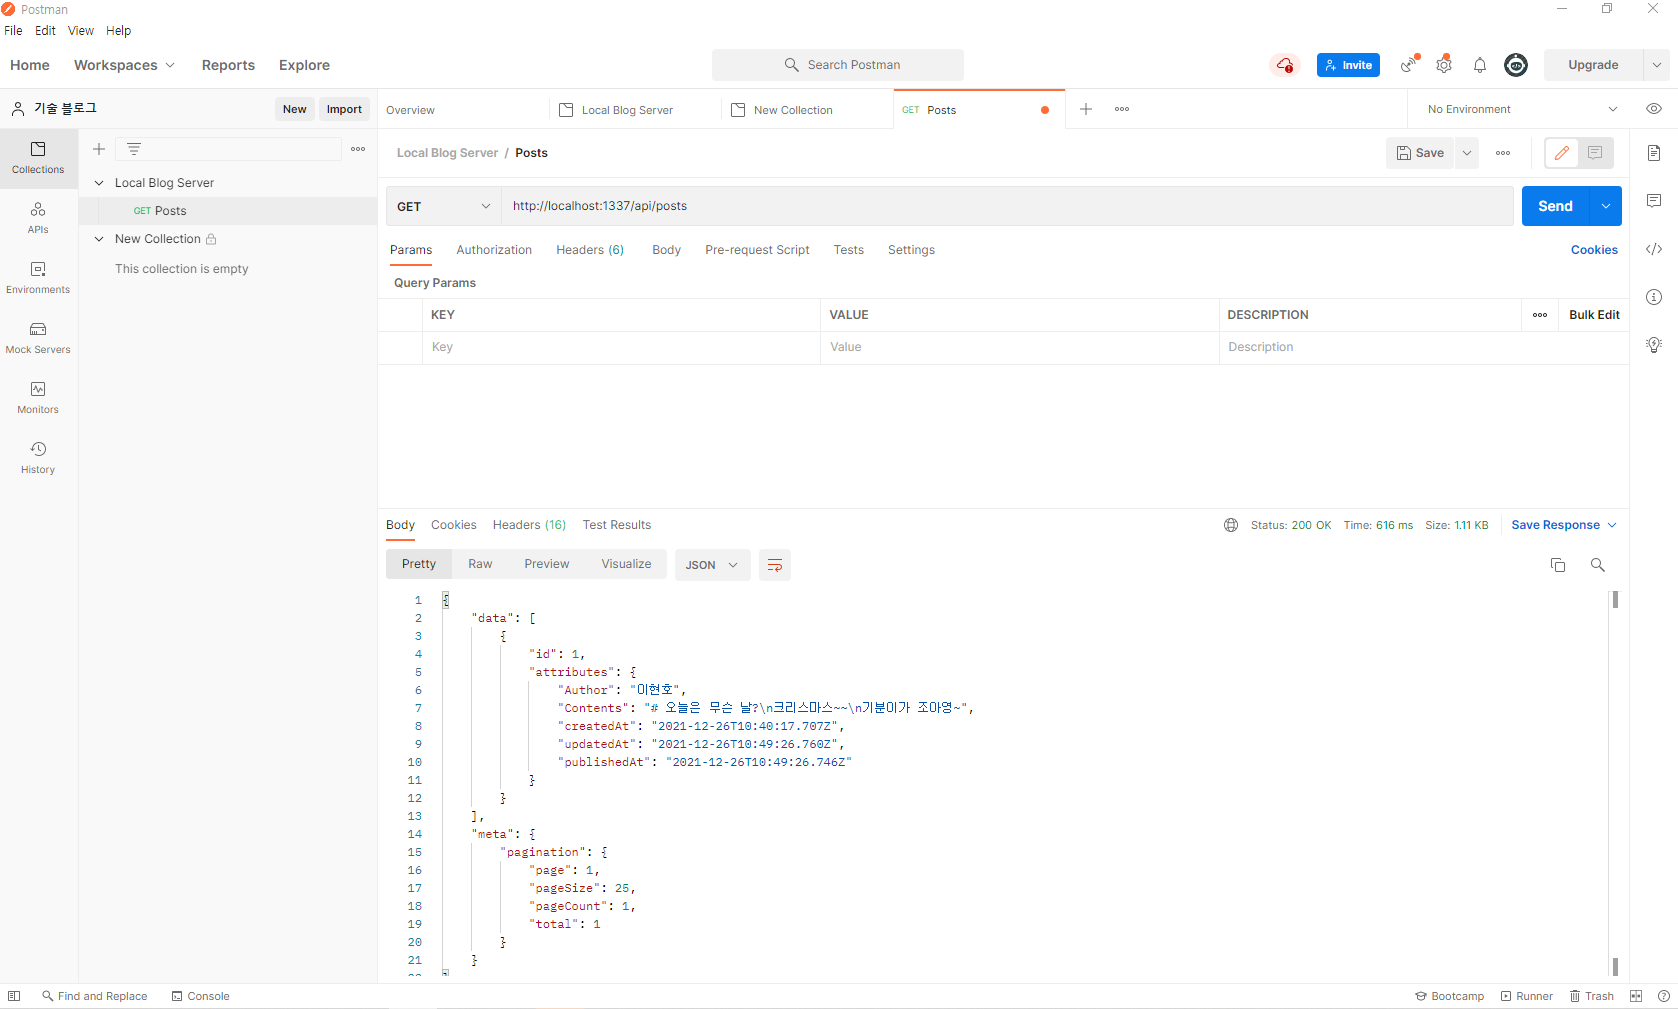 Postman
File Edit View Help
Home Workspaces Reports Explore Search Postman Invite Upgrade
기술 블로그 New Import Overview Local Blog Server New Collection GET Posts No Environment
Local Blog Server / Posts Save
Collections
Local Blog Server
GET Posts
New Collection
This collection is empty
APIs
Environments
Mock Servers
Monitors
History
GET http://localhost:1337/api/posts Send
Params Authorization Headers (6) Body Pre-request Script Tests Settings Cookies
Query Params
KEY VALUE DESCRIPTION Bulk Edit
Key Value Description
Body Cookies Headers (16) Test Results Status: 200 OK Time: 616 ms Size: 1.11 KB Save Response
Pretty Raw Preview Visualize JSON
1 {
2 "data": [
3 {
4 "id": 1,
5 "attributes": {
6 "Author": "이현호",
7 "Contents": "# 오늘은 무슨 날?\n크리스마스~~\n기분이가 조아영~",
8 "createdAt": "2021-12-26T10:40:17.707Z",
9 "updatedAt": "2021-12-26T10:49:26.760Z",
10 "publishedAt": "2021-12-26T10:49:26.746Z"
11 }
12 }
13 ],
14 "meta": {
15 "pagination": {
16 "page": 1,
17 "pageSize": 25,
18 "pageCount": 1,
19 "total": 1
20 }
21 }
Find and Replace Console Bootcamp Runner Trash